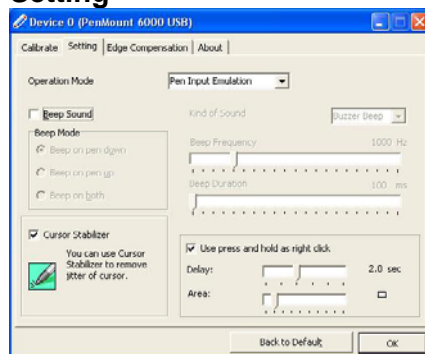 Setting
Device 0 (PenMount 6000 USB)
Calibrate Setting Edge Compensation About
Operation Mode Pen Input Emulation
Beep Sound Kind of Sound Buzzer Beep
Beep Mode
Beep on pen down
Beep on pen up
Beep on both
Beep Frequency 1000 Hz
Beep Duration 100 ms
Cursor Stabilizer
You can use Cursor
Stabilizer to remove
jitter of cursor.
Use press and hold as right click
Delay: 2.0 sec
Area:
Back to Default OK